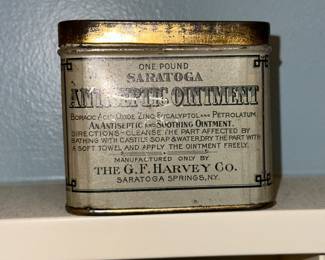 ONE POUND
SARATOGA
ANTISEPTIC OINTMENT
BORACIC ACID OXIDE ZINC EUCALYPTOL AND PETROLATUM
AN ANTISEPTIC AND SOOTHING OINTMENT.
DIRECTIONS-CLEANSE THE PART AFFECTED BY
BATHING WITH CASTILE SOAP & WATER, DRY THE PART WITH
A SOFT TOWEL AND APPLY THE OINTMENT FREELY.
MANUFACTURED ONLY BY
THE G.F. HARVEY CO.
SARATOGA SPRINGS, N.Y.